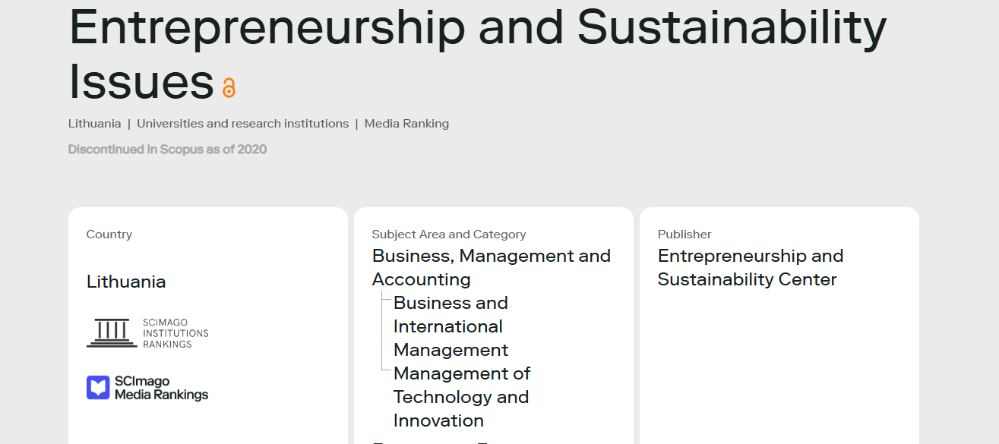 Entrepreneurship and Sustainability
Issues
Lithuania | Universities and research institutions | Media Ranking
Discontinued in Scopus as of 2020
Country
Lithuania
SCIMAGO
INSTITUTIONS
RANKINGS
SCImago
Media Rankings
Subject Area and Category
Business, Management and
Accounting
Business and
International
Management
Management of
Technology and
Innovation
Publisher
Entrepreneurship and
Sustainability Center